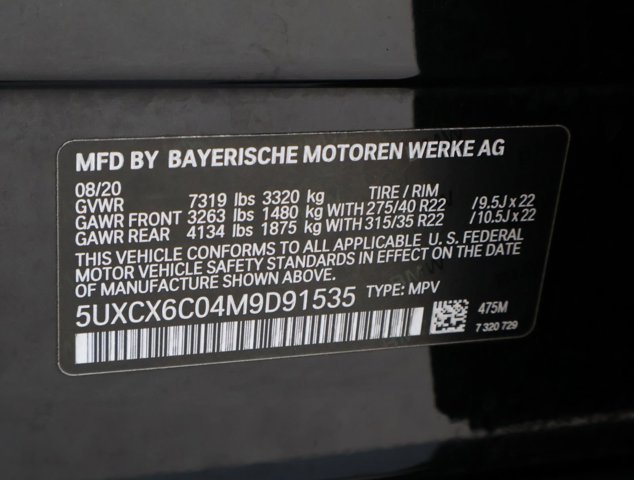 MFD BY BAYERISCHE MOTOREN WERKE AG
08/20 TIRE / RIM
GVWR 7319 lbs 3320 kg
GAWR FRONT 3263 lbs 1480 kg WITH 275/40 R22 /9.5J x 22
GAWR REAR 4134 lbs 1875 kg WITH 315/35 R22 /10.5J x 22
THIS VEHICLE CONFORMS TO ALL APPLICABLE U. S. FEDERAL
MOTOR VEHICLE SAFETY STANDARDS IN EFFECT ON THE DATE
OF MANUFACTURE SHOWN ABOVE.
5UXCX6C04M9D91535 TYPE: MPV
475M
7 320 729